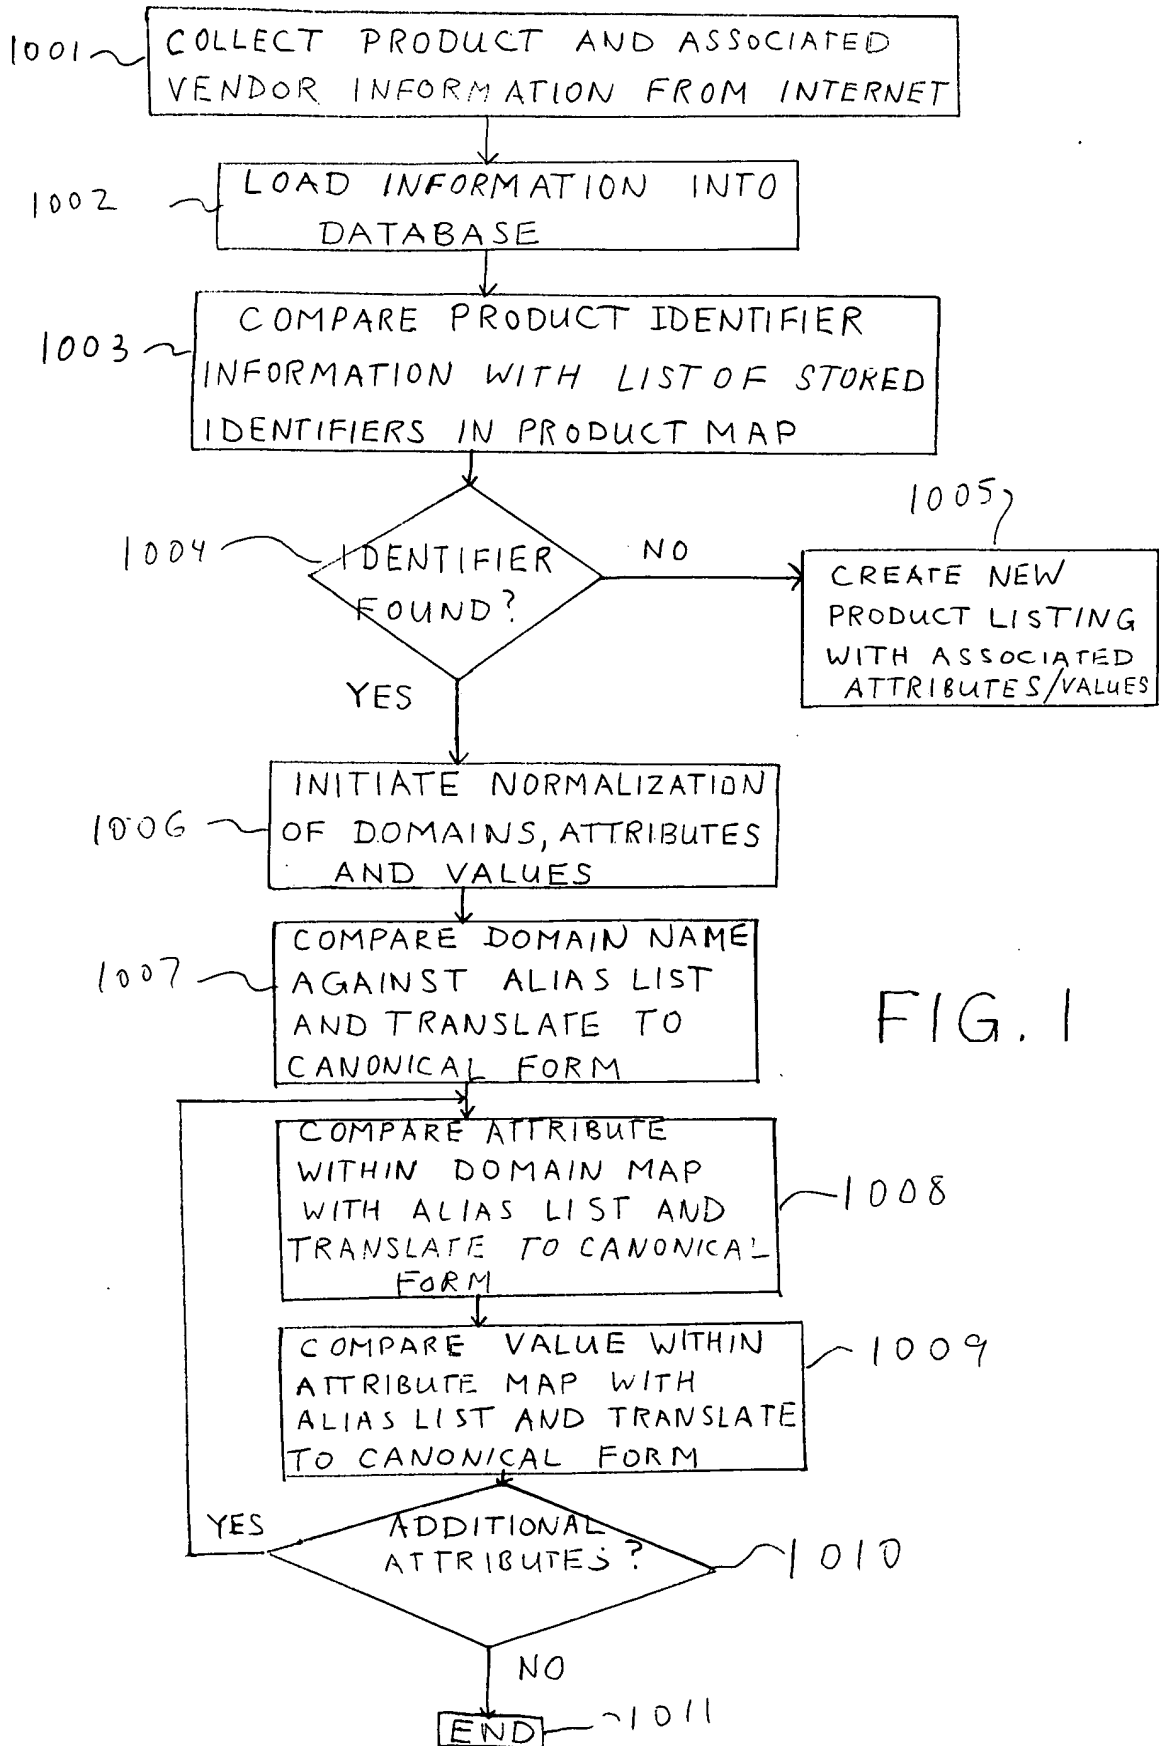 1001
COLLECT PRODUCT AND ASSOCIATED
VENDOR INFORMATION FROM INTERNET
1002
LOAD INFORMATION INTO
DATABASE
1003
COMPARE PRODUCT IDENTIFIER
INFORMATION WITH LIST OF STORED
IDENTIFIERS IN PRODUCT MAP
1004
IDENTIFIER
FOUND?
NO
1005
CREATE NEW
PRODUCT LISTING
WITH ASSOCIATED
ATTRIBUTES/VALUES
YES
1006
INITIATE NORMALIZATION
OF DOMAINS, ATTRIBUTES
AND VALUES
1007
COMPARE DOMAIN NAME
AGAINST ALIAS LIST
AND TRANSLATE TO
CANONICAL FORM
FIG. 1
COMPARE ATTRIBUTE
WITHIN DOMAIN MAP
WITH ALIAS LIST AND
TRANSLATE TO CANONICAL
FORM
1008
COMPARE VALUE WITHIN
ATTRIBUTE MAP WITH
ALIAS LIST AND TRANSLATE
TO CANONICAL FORM
1009
YES
ADDITIONAL
ATTRIBUTES?
1010
NO
END
1011